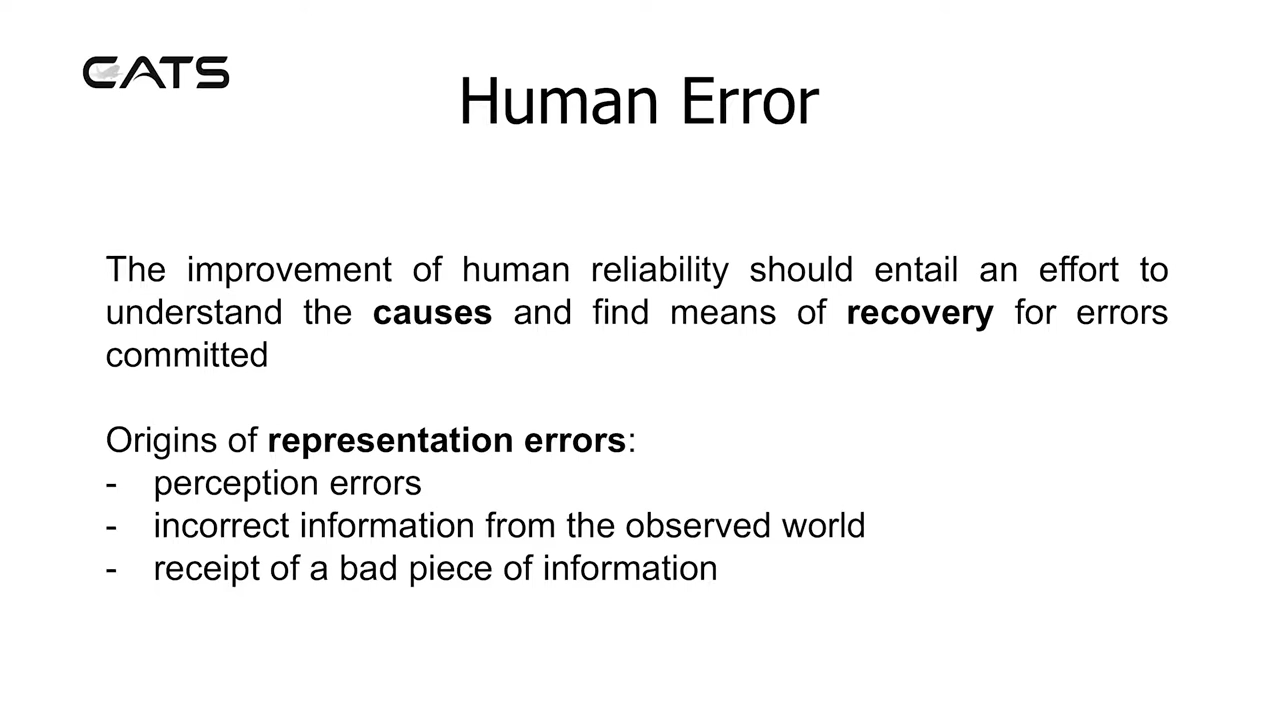 CATS
Human Error
The improvement of human reliability should entail an effort to
understand the causes and find means of recovery for errors
committed
Origins of representation errors:
- perception errors
- incorrect information from the observed world
- receipt of a bad piece of information